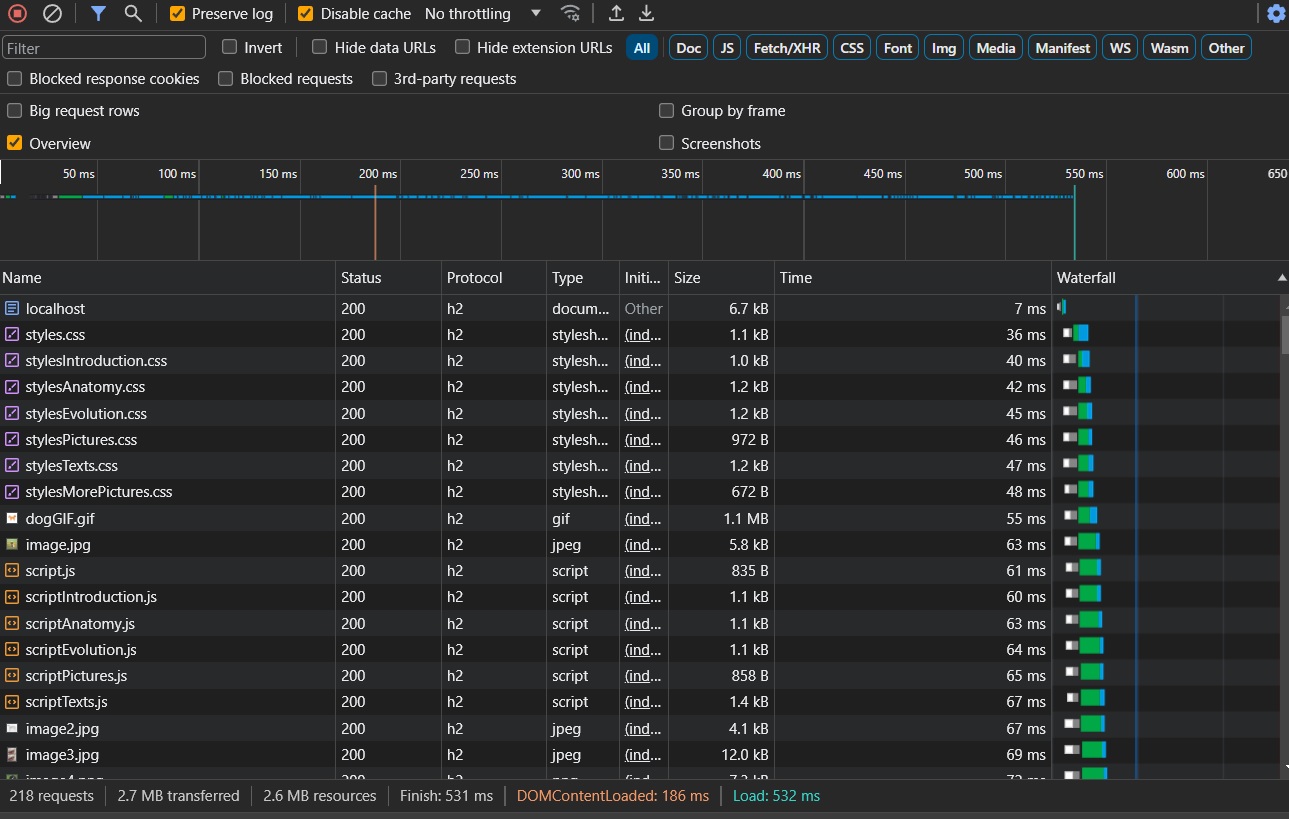 Preserve log Disable cache No throttling
Filter Invert Hide data URLs Hide extension URLs All Doc JS Fetch/XHR CSS Font Img Media Manifest WS Wasm Other
Blocked response cookies Blocked requests 3rd-party requests
Big request rows Group by frame
Overview Screenshots
50 ms 100 ms 150 ms 200 ms 250 ms 300 ms 350 ms 400 ms 450 ms 500 ms 550 ms 600 ms 650
Name Status Protocol Type Initi... Size Time Waterfall
localhost 200 h2 docum... Other 6.7 kB 7 ms
styles.css 200 h2 stylesh... (ind... 1.1 kB 36 ms
stylesIntroduction.css 200 h2 stylesh... (ind... 1.0 kB 40 ms
stylesAnatomy.css 200 h2 stylesh... (ind... 1.2 kB 42 ms
stylesEvolution.css 200 h2 stylesh... (ind... 1.2 kB 45 ms
stylesPictures.css 200 h2 stylesh... (ind... 972 B 46 ms
stylesTexts.css 200 h2 stylesh... (ind... 1.2 kB 47 ms
stylesMorePictures.css 200 h2 stylesh... (ind... 672 B 48 ms
dogGIF.gif 200 h2 gif (ind... 1.1 MB 55 ms
image.jpg 200 h2 jpeg (ind... 5.8 kB 63 ms
script.js 200 h2 script (ind... 835 B 61 ms
scriptIntroduction.js 200 h2 script (ind... 1.1 kB 60 ms
scriptAnatomy.js 200 h2 script (ind... 1.1 kB 63 ms
scriptEvolution.js 200 h2 script (ind... 1.1 kB 64 ms
scriptPictures.js 200 h2 script (ind... 858 B 65 ms
scriptTexts.js 200 h2 script (ind... 1.4 kB 67 ms
image2.jpg 200 h2 jpeg (ind... 4.1 kB 67 ms
image3.jpg 200 h2 jpeg (ind... 12.0 kB 69 ms
218 requests 2.7 MB transferred 2.6 MB resources Finish: 531 ms DOMContentLoaded: 186 ms Load: 532 ms